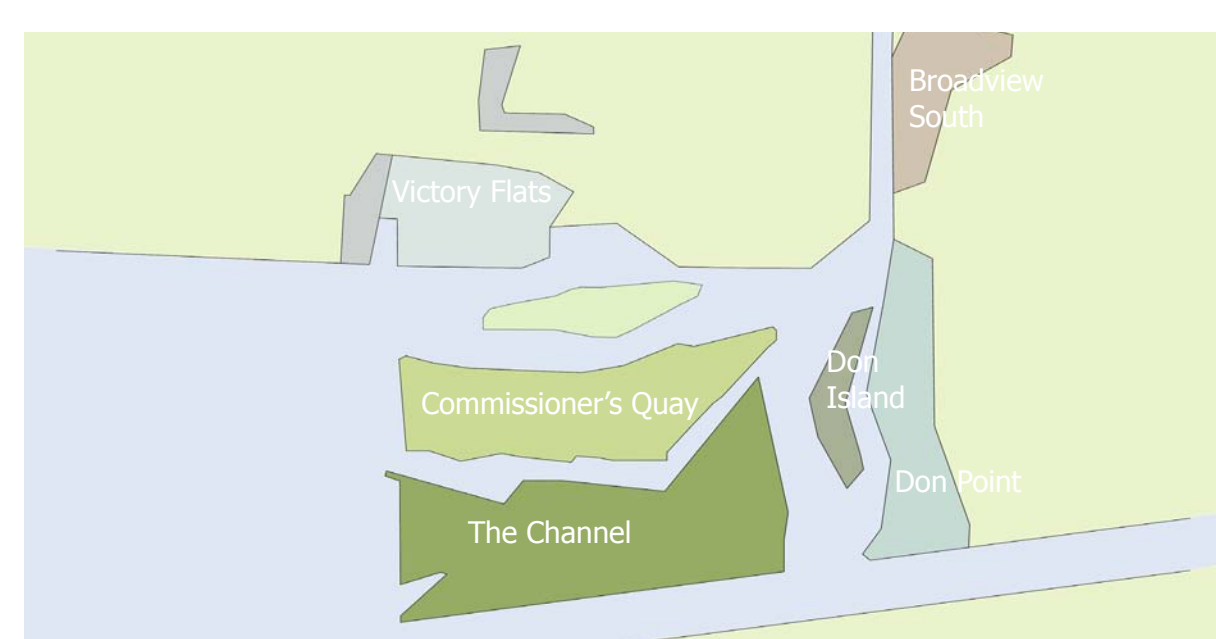 Broadview
South
Victory Flats
Don
Island
Commissioner’s Quay
Don Point
The Channel